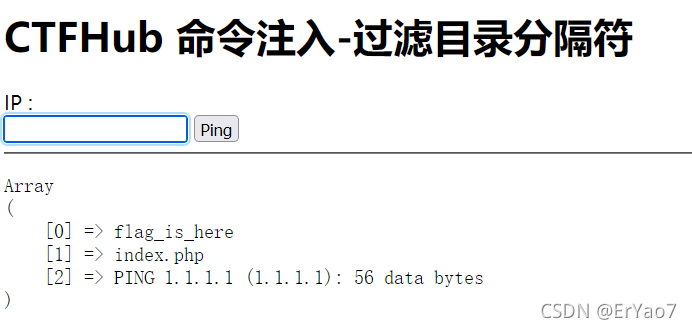 CTFHub 命令注入-过滤目录分隔符
IP :
Ping
Array
(
[0] => flag_is_here
[1] => index.php
[2] => PING 1.1.1.1 (1.1.1.1): 56 data bytes
)
CSDN @ErYao7